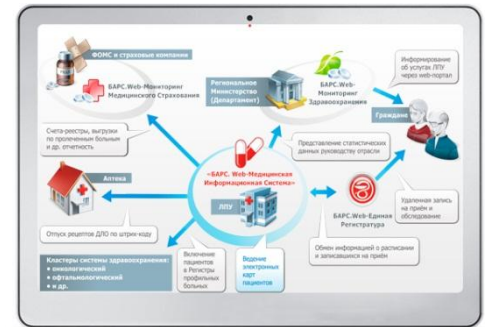 ФОМС и страховые компании
БАРС.Web-Мониторинг
Медицинского Страхования
Региональное
Министерство
(Департамент)
БАРС.Web-
Мониторинг
Здравоохранения
Информирование
об услугах ЛПУ
через web-портал
Граждане
Счета-реестры, выгрузки
по пролеченным больным
и др. отчетность
Представление статистических
данных руководству отрасли
«БАРС. Web-Медицинская
Информационная Система»
ЛПУ
Аптека
БАРС.Web-Единая
Регистратура
Удаленная запись
на приём и
обследование
Отпуск рецептов ДЛО по штрих-коду
Обмен информацией о расписании
и записавшихся на приём
Кластеры системы здравоохранения:
• онкологический
• офтальмологический
• и др.
Включение
пациентов
в Регистры
профильных
больных
Ведение
электронных
карт
пациентов